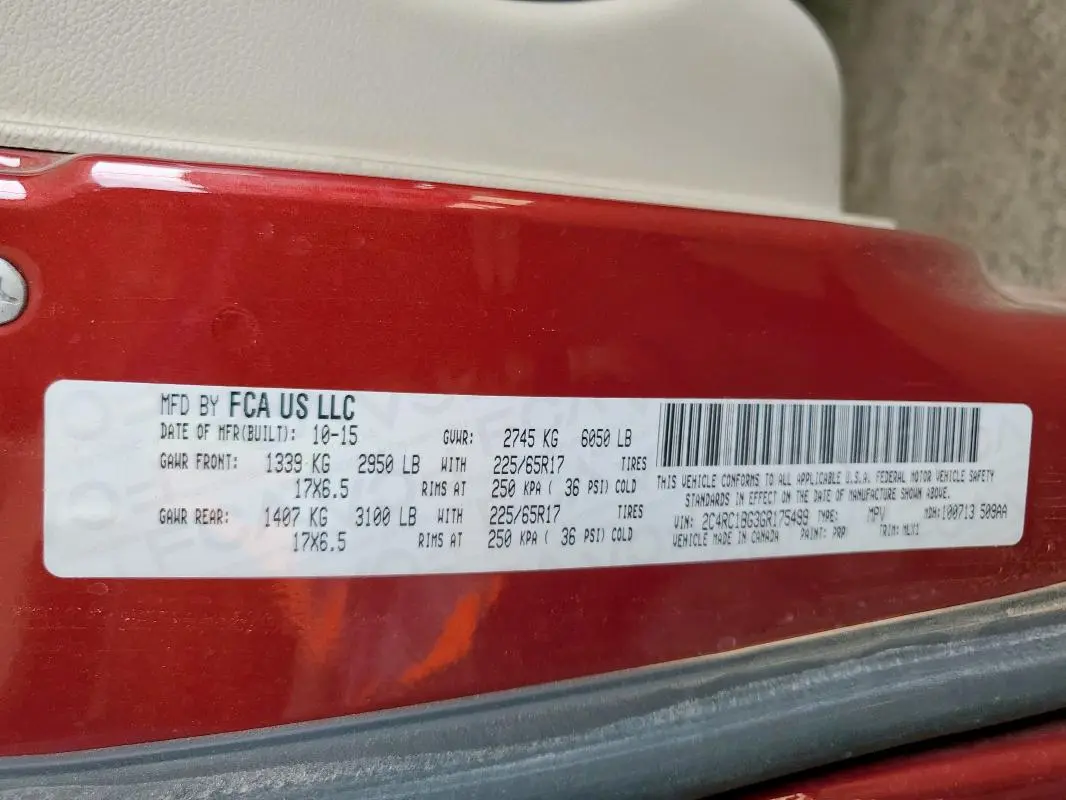 MFD BY FCA US LLC
DATE OF MFR(BUILT): 10-15 GVWR: 2745 KG 6050 LB
GAWR FRONT: 1339 KG 2950 LB WITH 225/65R17 TIRES
17X6.5 RIMS AT 250 KPA ( 36 PSI) COLD
GAWR REAR: 1407 KG 3100 LB WITH 225/65R17 TIRES
17X6.5 RIMS AT 250 KPA ( 36 PSI) COLD
THIS VEHICLE CONFORMS TO ALL APPLICABLE U.S.A. FEDERAL MOTOR VEHICLE SAFETY
STANDARDS IN EFFECT ON THE DATE OF MANUFACTURE SHOWN ABOVE.
VIN: 2C4RC1BG3GR175499 TYPE: MPV MDH:100713 509AA
VEHICLE MADE IN CANADA PAINT: PRP TRIM: MLX1